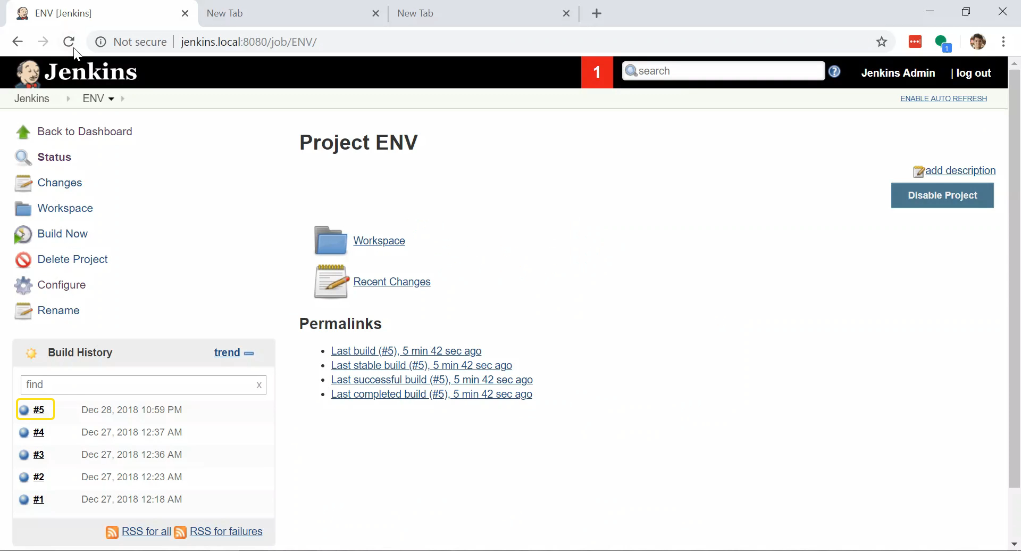 ENV [Jenkins]
New Tab
New Tab
Not secure | jenkins.local:8080/job/ENV/
1
Jenkins
1
search
Jenkins Admin | log out
Jenkins ENV
ENABLE AUTO REFRESH
Back to Dashboard
Status
Changes
Workspace
Build Now
Delete Project
Configure
Rename
Project ENV
add description
Disable Project
Workspace
Recent Changes
Permalinks
Last build (#5), 5 min 42 sec ago
Last stable build (#5), 5 min 42 sec ago
Last successful build (#5), 5 min 42 sec ago
Last completed build (#5), 5 min 42 sec ago
Build History trend
find x
#5 Dec 28, 2018 10:59 PM
#4 Dec 27, 2018 12:37 AM
#3 Dec 27, 2018 12:36 AM
#2 Dec 27, 2018 12:23 AM
#1 Dec 27, 2018 12:18 AM
RSS for all RSS for failures